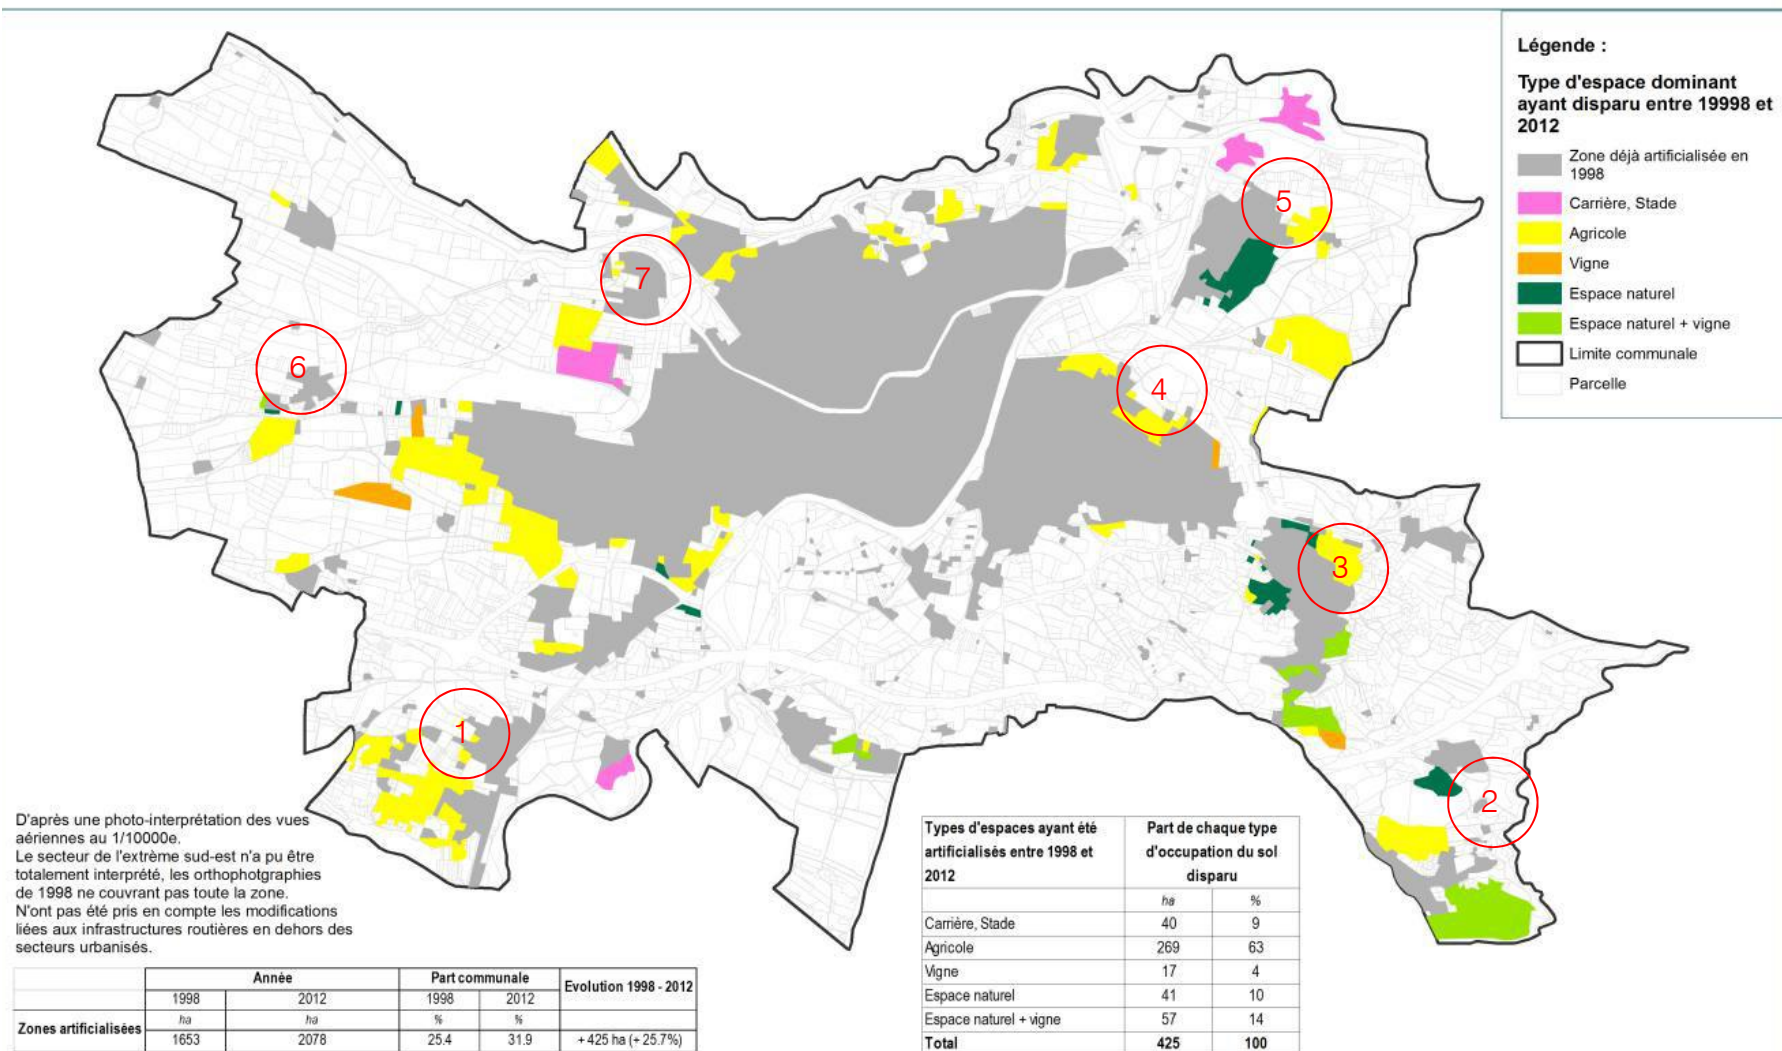 Légende :
Type d'espace dominant
ayant disparu entre 19998 et
2012
Zone déjà artificialisée en
1998
Carrière, Stade
Agricole
Vigne
Espace naturel
Espace naturel + vigne
Limite communale
Parcelle
5
7
6
4
3
1
2
D'après une photo-interprétation des vues
aériennes au 1/10000e.
Le secteur de l'extrème sud-est n'a pu être
totalement interprété, les orthophotgraphies
de 1998 ne couvrant pas toute la zone.
N'ont pas été pris en compte les modifications
liées aux infrastructures routières en dehors des
secteurs urbanisés.
Année Part communale Evolution 1998 - 2012
1998 2012 1998 2012
Zones artificialisées ha ha % %
1653 2078 25.4 31.9 + 425 ha (+ 25.7%)
Types d'espaces ayant été Part de chaque type
artificialisés entre 1998 et d'occupation du sol
2012 disparu
ha %
Carrière, Stade 40 9
Agricole 269 63
Vigne 17 4
Espace naturel 41 10
Espace naturel + vigne 57 14
Total 425 100